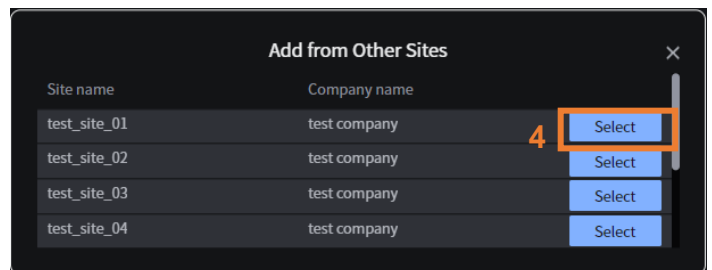 Add from Other Sites
Site name Company name
test_site_01 test company 4 Select
test_site_02 test company Select
test_site_03 test company Select
test_site_04 test company Select